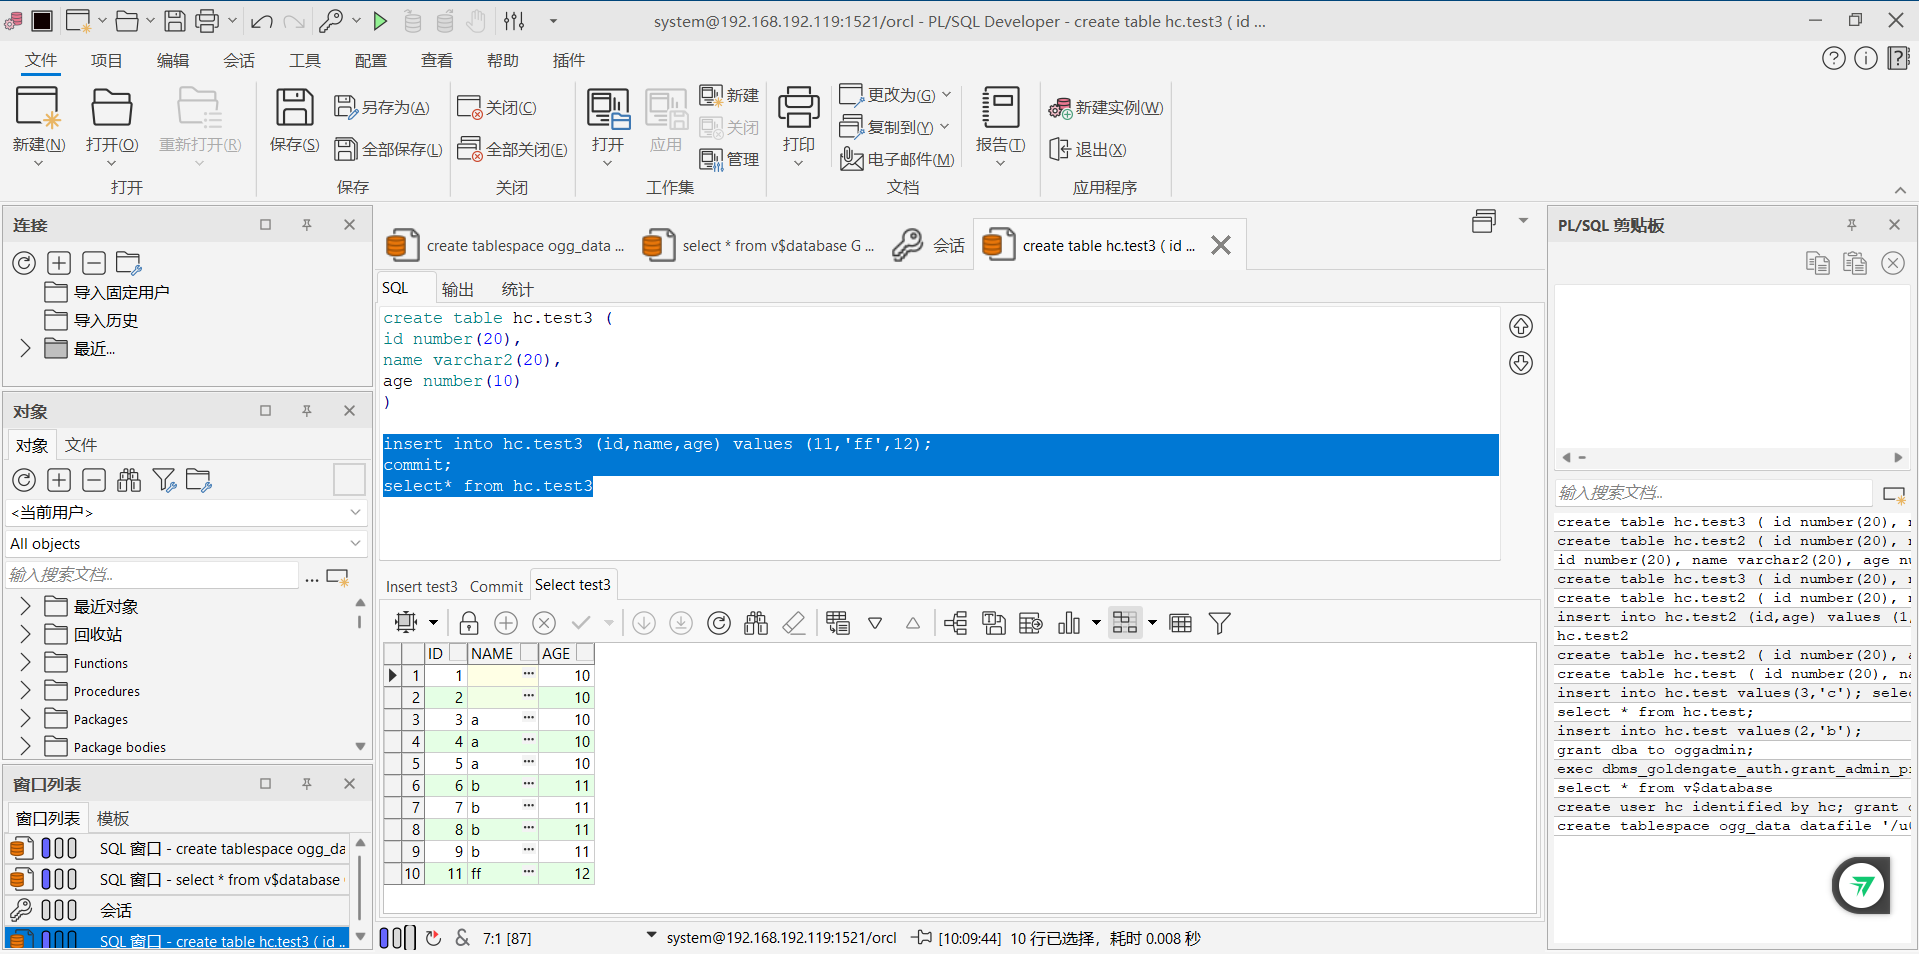 system@192.168.192.119:1521/orcl - PL/SQL Developer - create table hc.test3 ( id ...
文件 项目 编辑 会话 工具 配置 查看 帮助 插件
新建(N) 打开(O) 重新打开(R) 打开
保存(S) 另存为(A) 全部保存(L) 保存
关闭(C) 全部关闭(E) 关闭
打开 应用 新建 关闭 管理 工作集
打印 更改为(G) 复制到(Y) 电子邮件(M) 报告(T) 文档
新建实例(W) 退出(X) 应用程序
连接
导入固定用户
导入历史
最近...
对象
对象 文件
<当前用户>
All objects
输入搜索文档... ...
最近对象
回收站
Functions
Procedures
Packages
Package bodies
窗口列表
窗口列表 模板
SQL 窗口 - create tablespace ogg_da
SQL 窗口 - select * from v$database
会话
SQL 窗口 - create table hc.test3 ( id ..
create tablespace ogg_data ... select * from v$database G ... 会话 create table hc.test3 ( id ...
SQL 输出 统计
create table hc.test3 (
id number(20),
name varchar2(20),
age number(10)
)
insert into hc.test3 (id,name,age) values (11,'ff',12);
commit;
select* from hc.test3
Insert test3 Commit Select test3
ID NAME AGE
1 1 ... 10
2 2 ... 10
3 3 a ... 10
4 4 a ... 10
5 5 a ... 10
6 6 b ... 11
7 7 b ... 11
8 8 b ... 11
9 9 b ... 11
10 11 ff ... 12
& 7:1 [87] system@192.168.192.119:1521/orcl [10:09:44] 10 行已选择，耗时 0.008 秒
PL/SQL 剪贴板
输入搜索文档...
create table hc.test3 ( id number(20), n
create table hc.test2 ( id number(20), n
id number(20), name varchar2(20), age nu
create table hc.test3 ( id number(20), n
create table hc.test2 ( id number(20), n
insert into hc.test2 (id,age) values (1,
hc.test2
create table hc.test2 ( id number(20), a
create table hc.test ( id number(20), na
insert into hc.test values(3,'c'); selec
select * from hc.test;
insert into hc.test values(2,'b');
grant dba to oggadmin;
exec dbms_goldengate_auth.grant_admin_p
select * from v$database
create user hc identified by hc; grant
create tablespace ogg_data datafile '/u